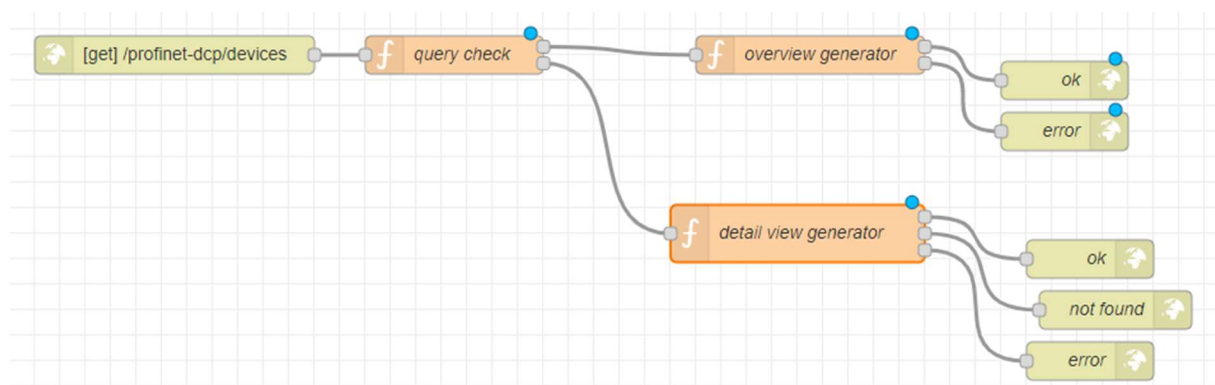 [get] /profinet-dcp/devices
query check
overview generator
ok
error
detail view generator
ok
not found
error